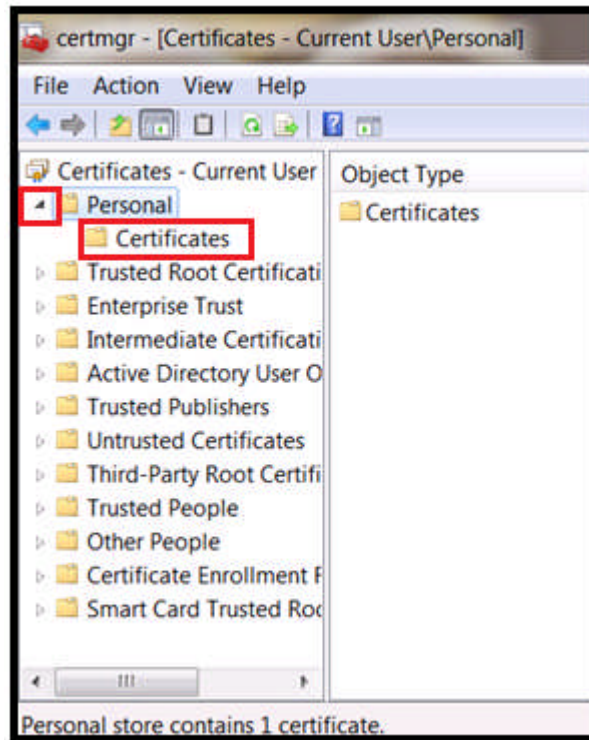 certmgr - [Certificates - Current User\Personal]
File Action View Help
Certificates - Current User
Personal
Certificates
Trusted Root Certificati
Enterprise Trust
Intermediate Certificati
Active Directory User O
Trusted Publishers
Untrusted Certificates
Third-Party Root Certifi
Trusted People
Other People
Certificate Enrollment R
Smart Card Trusted Roo
Object Type
Certificates
Personal store contains 1 certificate.